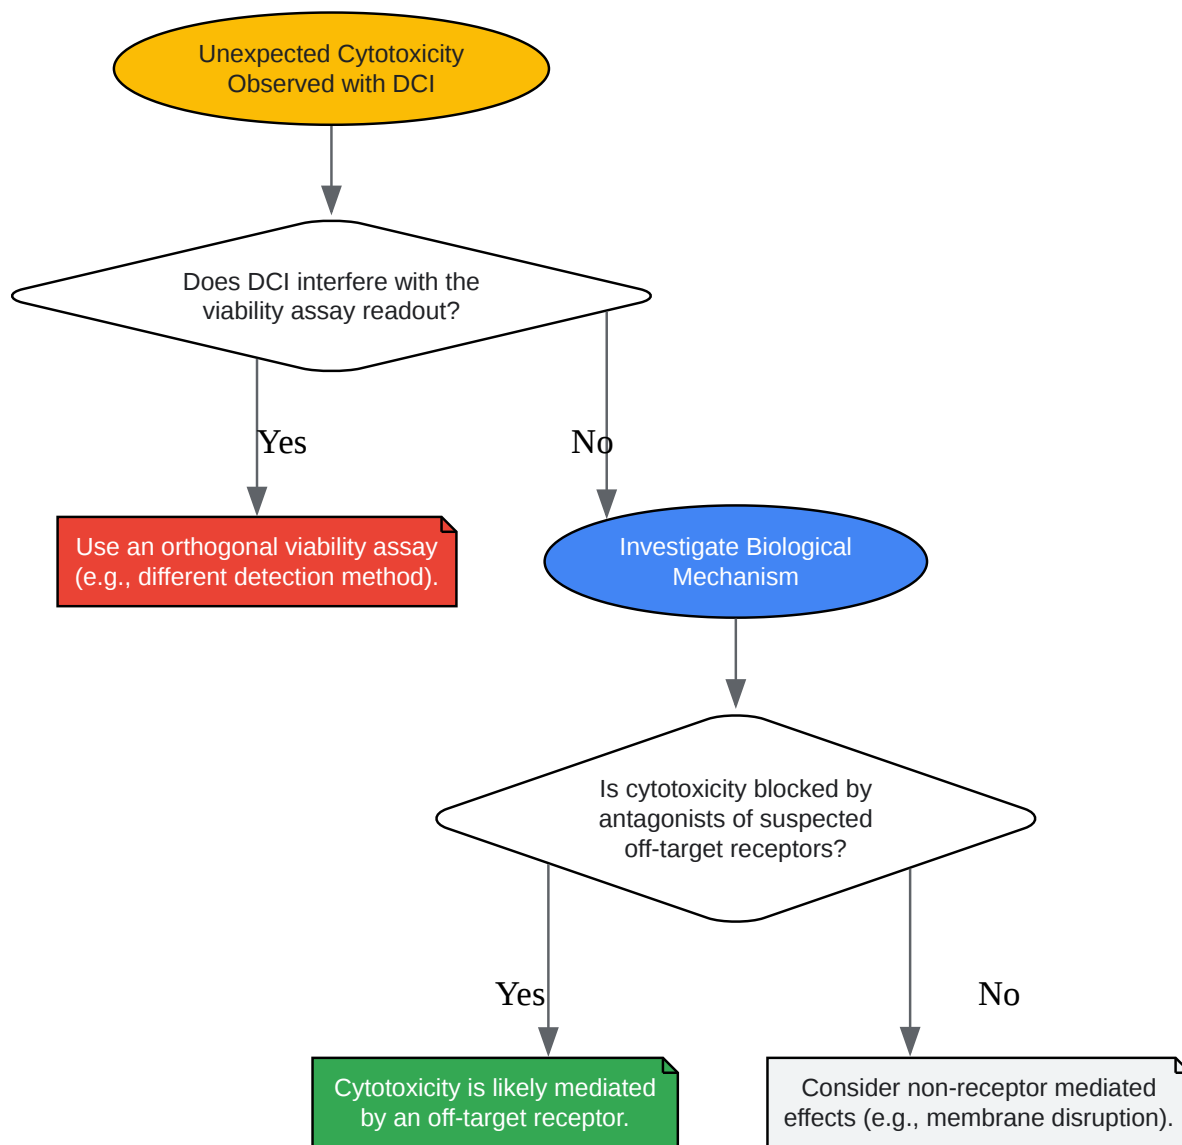 Unexpected Cytotoxicity
Observed with DCI
Does DCI interfere with the
viability assay readout?
Yes
No
Use an orthogonal viability assay
(e.g., different detection method).
Investigate Biological
Mechanism
Is cytotoxicity blocked by
antagonists of suspected
off-target receptors?
Yes
No
Cytotoxicity is likely mediated
by an off-target receptor.
Consider non-receptor mediated
effects (e.g., membrane disruption).